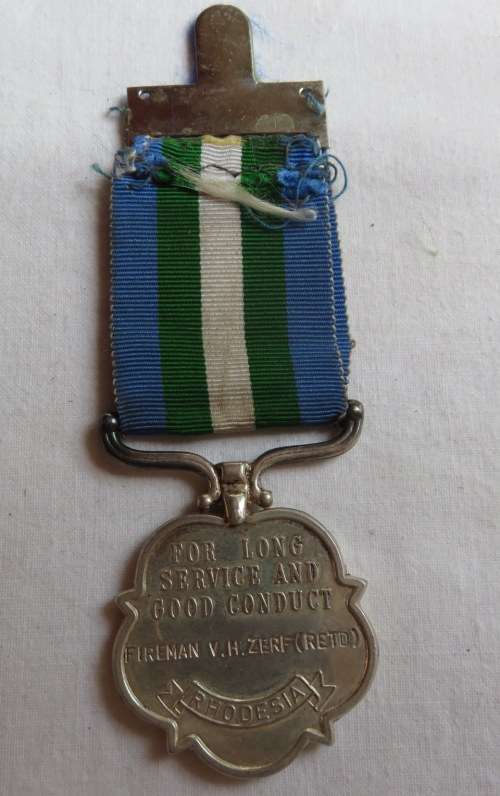 FOR LONG
SERVICE AND
GOOD CONDUCT
FIREMAN V.H. ZERF (RETD)
RHODESIA